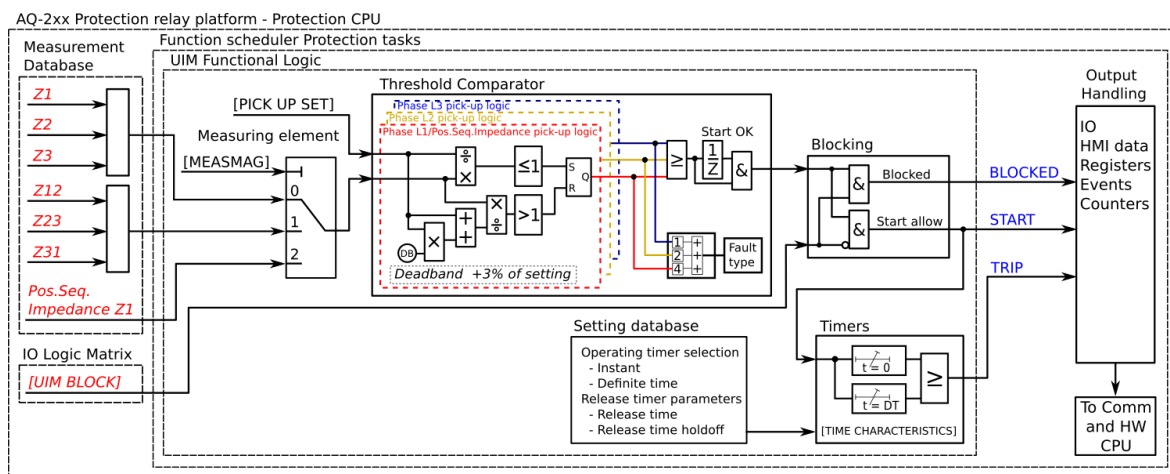 AQ-2xx Protection relay platform - Protection CPU
Measurement
Database
Z1
Z2
Z3
Z12
Z23
Z31
Pos.Seq.
Impedance Z1
IO Logic Matrix
[UIM BLOCK]
Function scheduler Protection tasks
UIM Functional Logic
[PICK UP SET]
Measuring element
[MEASMAG]
0
1
2
Threshold Comparator
Phase L3 pick-up logic
Phase L2 pick-up logic
Phase L1/Pos.Seq.Impedance pick-up logic
÷
×
≤1
S
R
Q
×
÷
>1
+
+
×
DB
Deadband +3% of setting
≥
Start OK
1
Z
&
1 +
2 +
4 +
Fault
type
Blocking
&
Blocked
&
Start allow
BLOCKED
START
TRIP
Setting database
Operating timer selection
- Instant
- Definite time
Release timer parameters
- Release time
- Release time holdoff
Timers
t = 0
t = DT
≥
[TIME CHARACTERISTICS]
Output
Handling
IO
HMI data
Registers
Events
Counters
To Comm
and HW
CPU